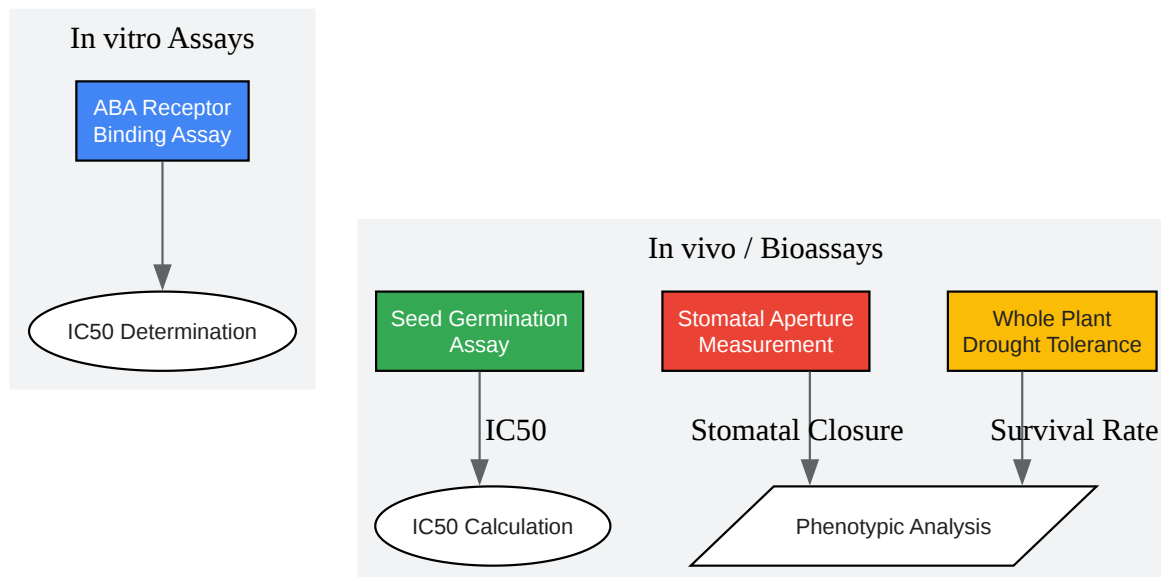 In vitro Assays
ABA Receptor
Binding Assay
IC50 Determination
In vivo / Bioassays
Seed Germination
Assay
Stomatal Aperture
Measurement
Whole Plant
Drought Tolerance
IC50
Stomatal Closure
Survival Rate
IC50 Calculation
Phenotypic Analysis